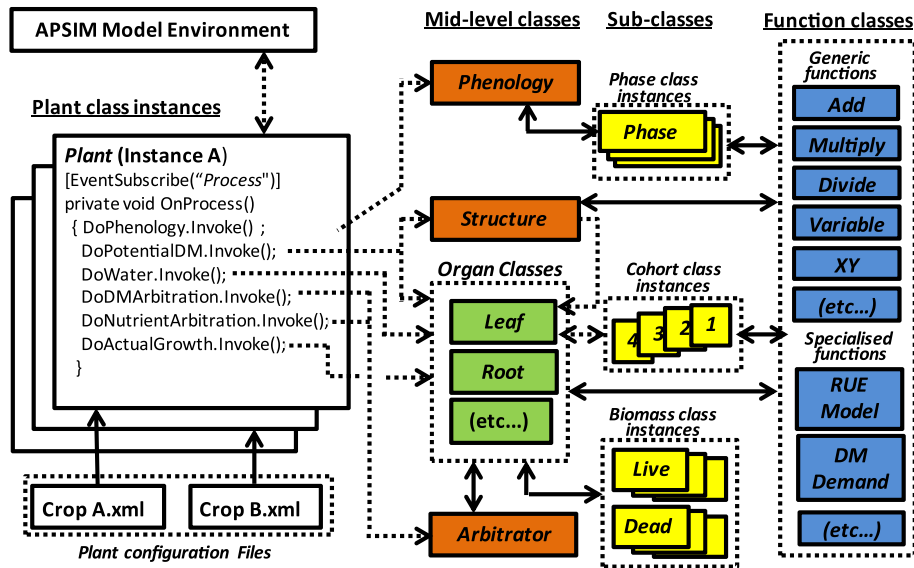 APSIM Model Environment
Plant class instances
Plant (Instance A)
[EventSubscribe(“Process")]
private void OnProcess()
{ DoPhenology.Invoke() ;
DoPotentialDM.Invoke();
DoWater.Invoke();
DoDMArbitration.Invoke();
DoNutrientArbitration.Invoke();
DoActualGrowth.Invoke();
}
Crop A.xml
Crop B.xml
Plant configuration Files
Mid-level classes
Phenology
Structure
Organ Classes
Leaf
Root
(etc...)
Arbitrator
Sub-classes
Phase class
instances
Phase
Cohort class
instances
4 3 2 1
Biomass class
instances
Live
Dead
Function classes
Generic
functions
Add
Multiply
Divide
Variable
XY
(etc...)
Specialised
functions
RUE
Model
DM
Demand
(etc...)